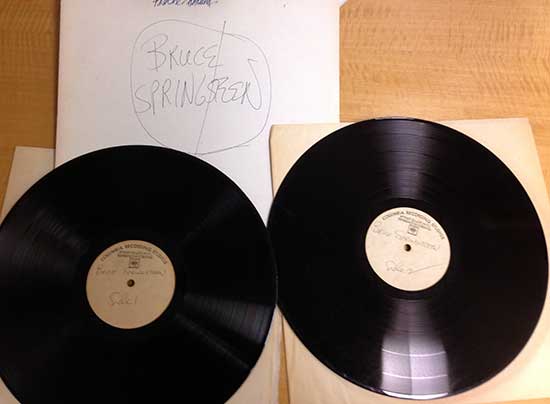 BRUCE
SPRINGSTEEN
COLUMBIA RECORDING STUDIOS
BRUCE SPRINGSTEEN
Side 1
COLUMBIA RECORDING STUDIOS
BRUCE SPRINGSTEEN
Side 2